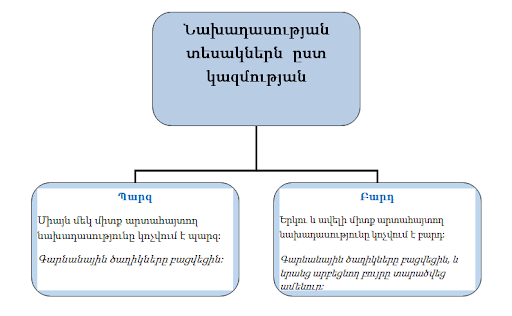 Նախադասության
տեսակներն ըստ
կազմության
Պարզ
Միայն մեկ միտք արտահայտող
նախադասությունը կոչվում է պարզ:
Գարնանային ծաղիկները բացվեցին:
Բարդ
Երկու և ավելի միտք արտահայտող
նախադասությունը կոչվում է բարդ:
Գարնանային ծաղիկները բացվեցին, և
նրանց արբեցնող բույրը տարածվեց
ամենուր: